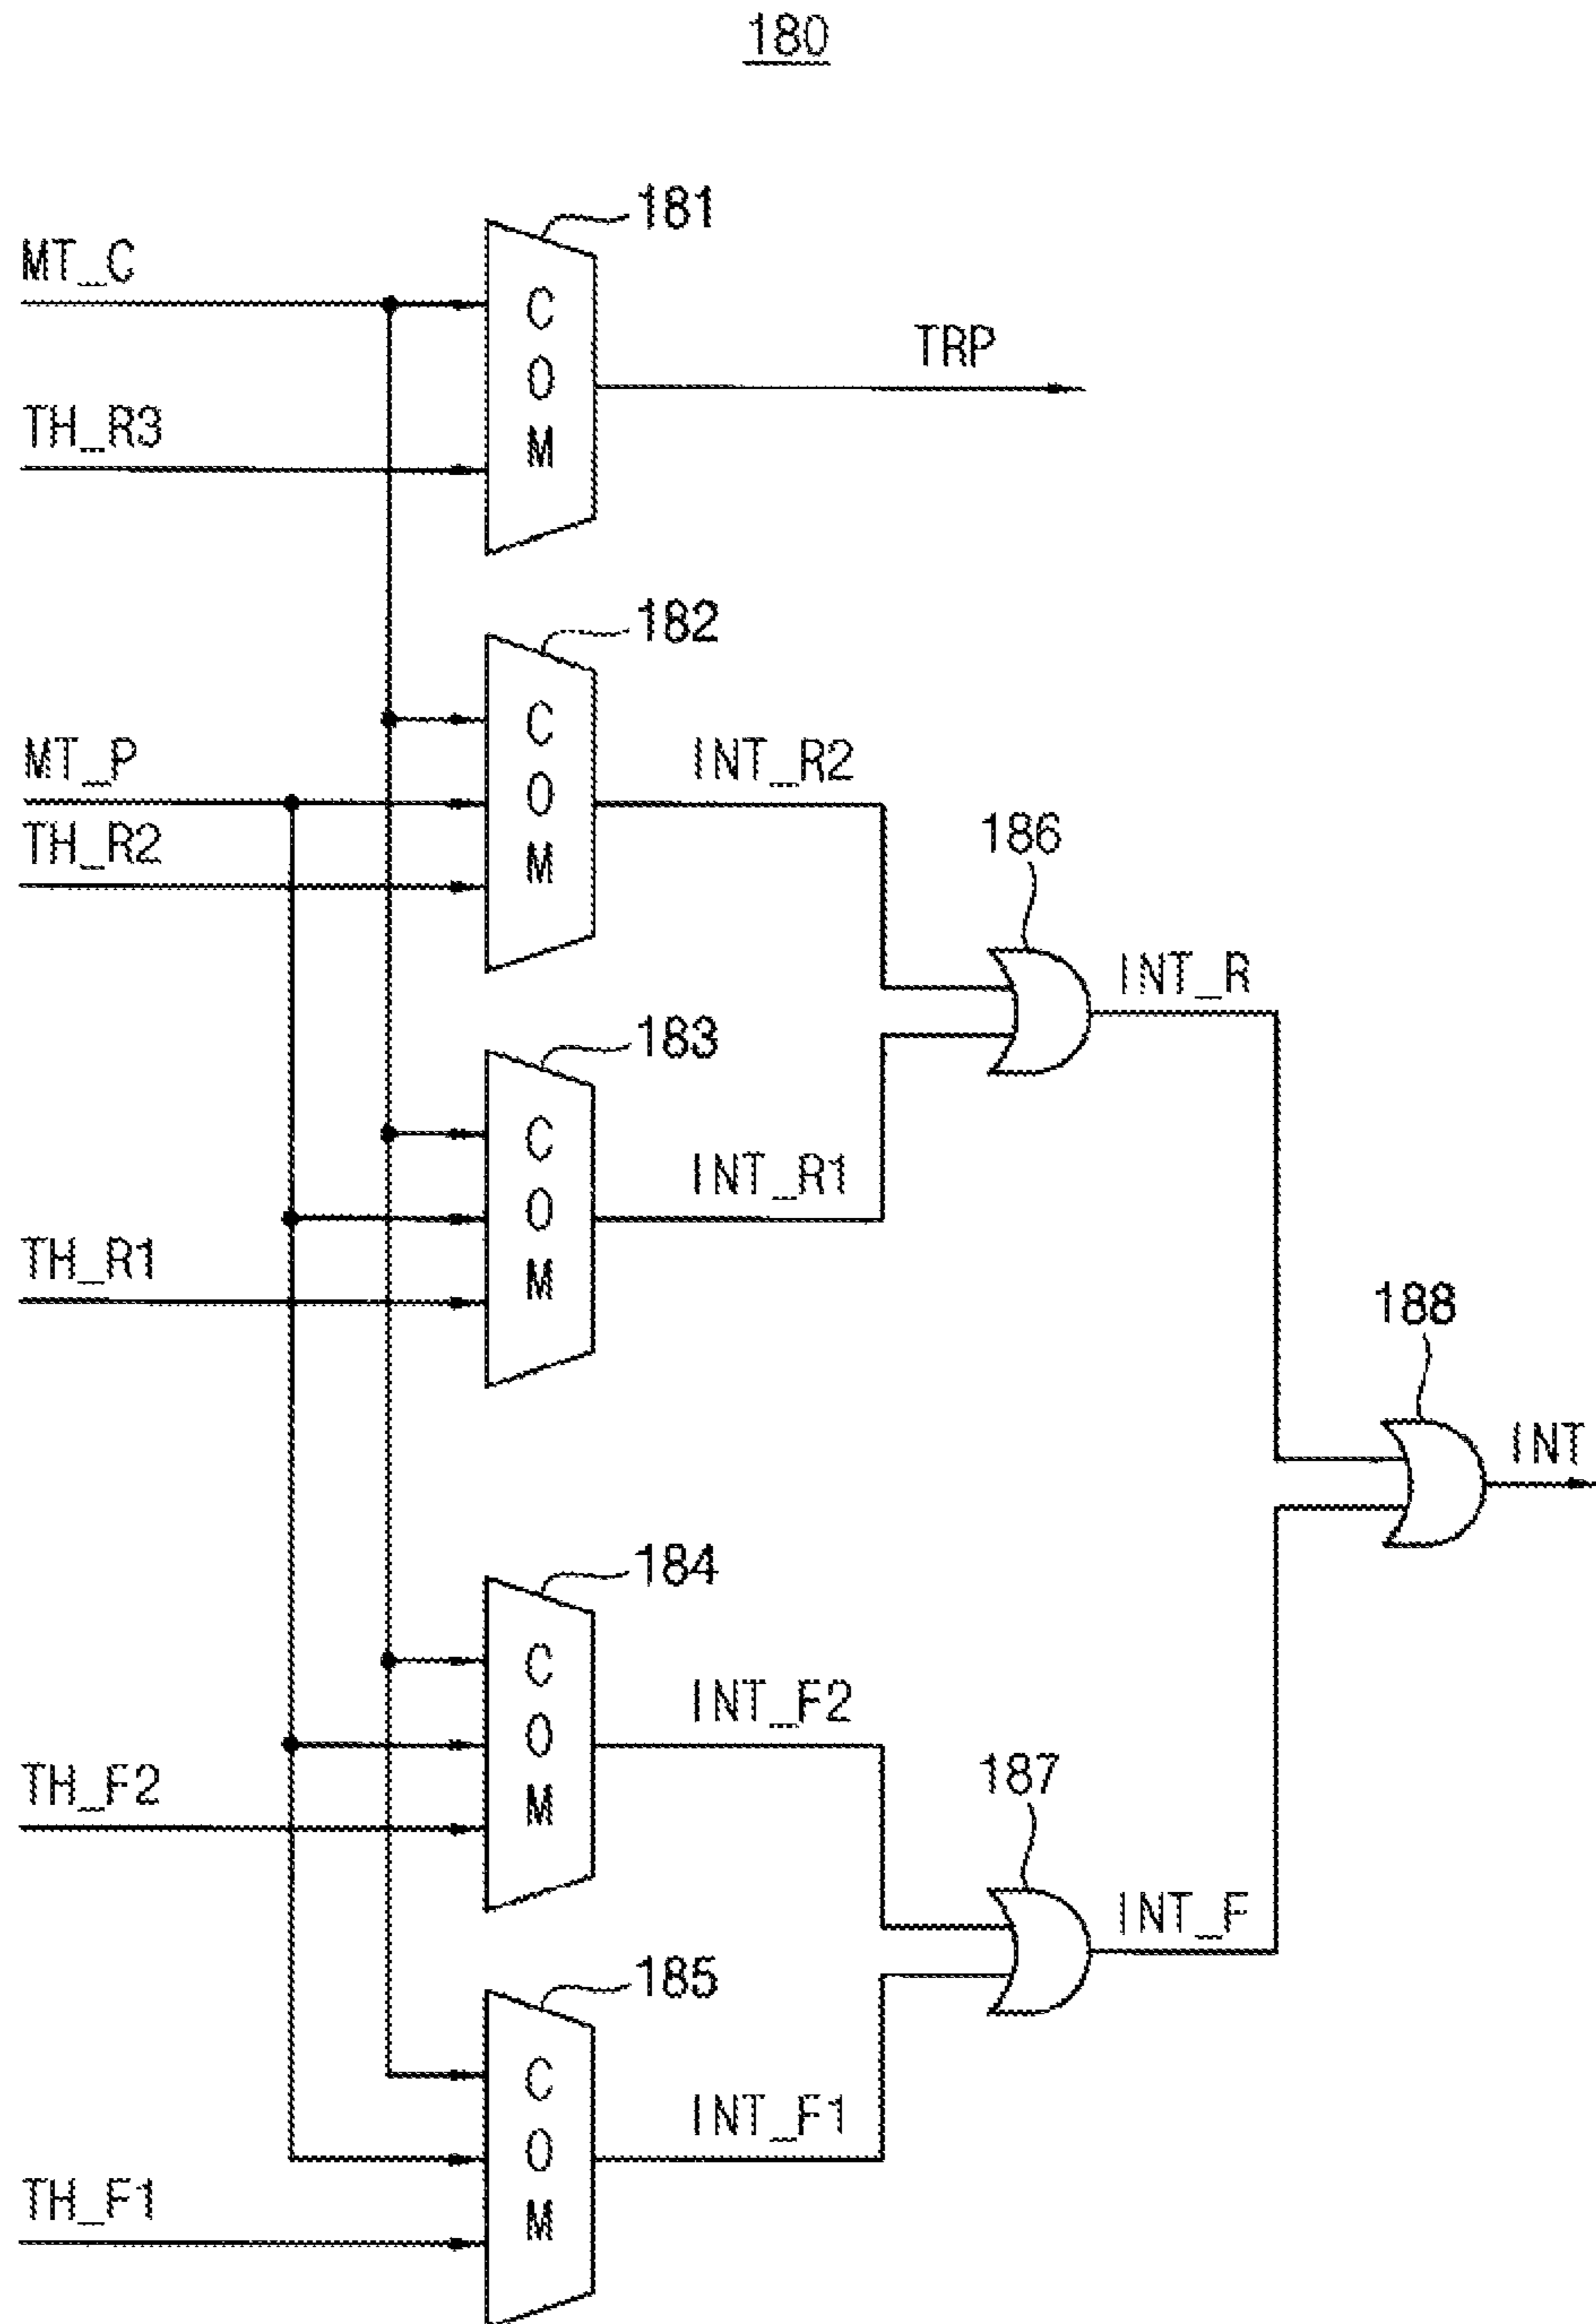 180
181
MT_C
C
O
M
TRP
TH_R3
182
C
O
M
MT_P
INT_R2
TH_R2
186
INT_R
183
C
O
M
INT_R1
TH_R1
188
INT
184
C
O
M
INT_F2
TH_F2
187
INT_F
185
C
O
M
INT_F1
TH_F1